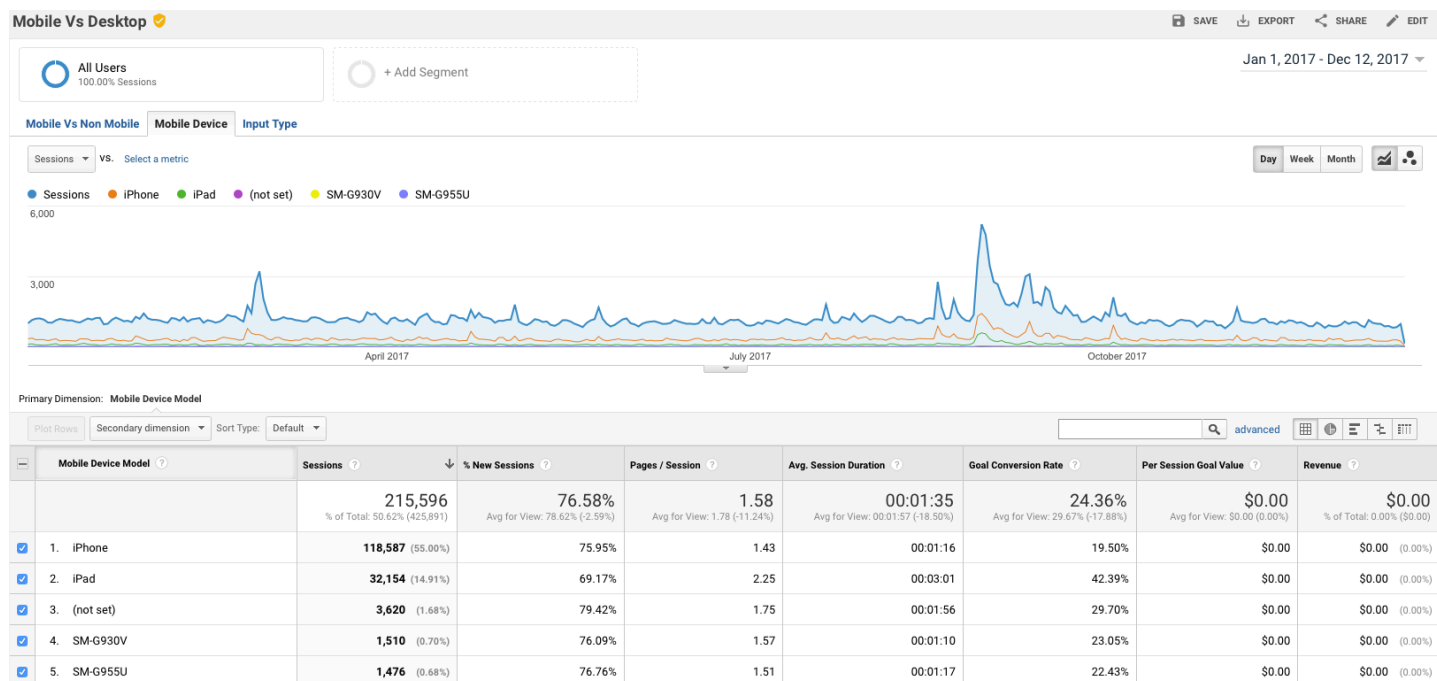 Mobile Vs Desktop
SAVE EXPORT SHARE EDIT
All Users
100.00% Sessions
+ Add Segment
Jan 1, 2017 - Dec 12, 2017
Mobile Vs Non Mobile Mobile Device Input Type
Sessions VS. Select a metric
Day Week Month
Sessions iPhone iPad (not set) SM-G930V SM-G955U
6,000
3,000
April 2017 July 2017 October 2017
Primary Dimension: Mobile Device Model
Plot Rows Secondary dimension Sort Type: Default advanced
Mobile Device Model ? Sessions ? % New Sessions ? Pages / Session ? Avg. Session Duration ? Goal Conversion Rate ? Per Session Goal Value ? Revenue ?
215,596 76.58% 1.58 00:01:35 24.36% $0.00 $0.00
% of Total: 50.62% (425,891) Avg for View: 78.62% (-2.59%) Avg for View: 1.78 (-11.24%) Avg for View: 00:01:57 (-18.50%) Avg for View: 29.67% (-17.88%) Avg for View: $0.00 (0.00%) % of Total: 0.00% ($0.00)
1. iPhone 118,587 (55.00%) 75.95% 1.43 00:01:16 19.50% $0.00 $0.00 (0.00%)
2. iPad 32,154 (14.91%) 69.17% 2.25 00:03:01 42.39% $0.00 $0.00 (0.00%)
3. (not set) 3,620 (1.68%) 79.42% 1.75 00:01:56 29.70% $0.00 $0.00 (0.00%)
4. SM-G930V 1,510 (0.70%) 76.09% 1.57 00:01:10 23.05% $0.00 $0.00 (0.00%)
5. SM-G955U 1,476 (0.68%) 76.76% 1.51 00:01:17 22.43% $0.00 $0.00 (0.00%)